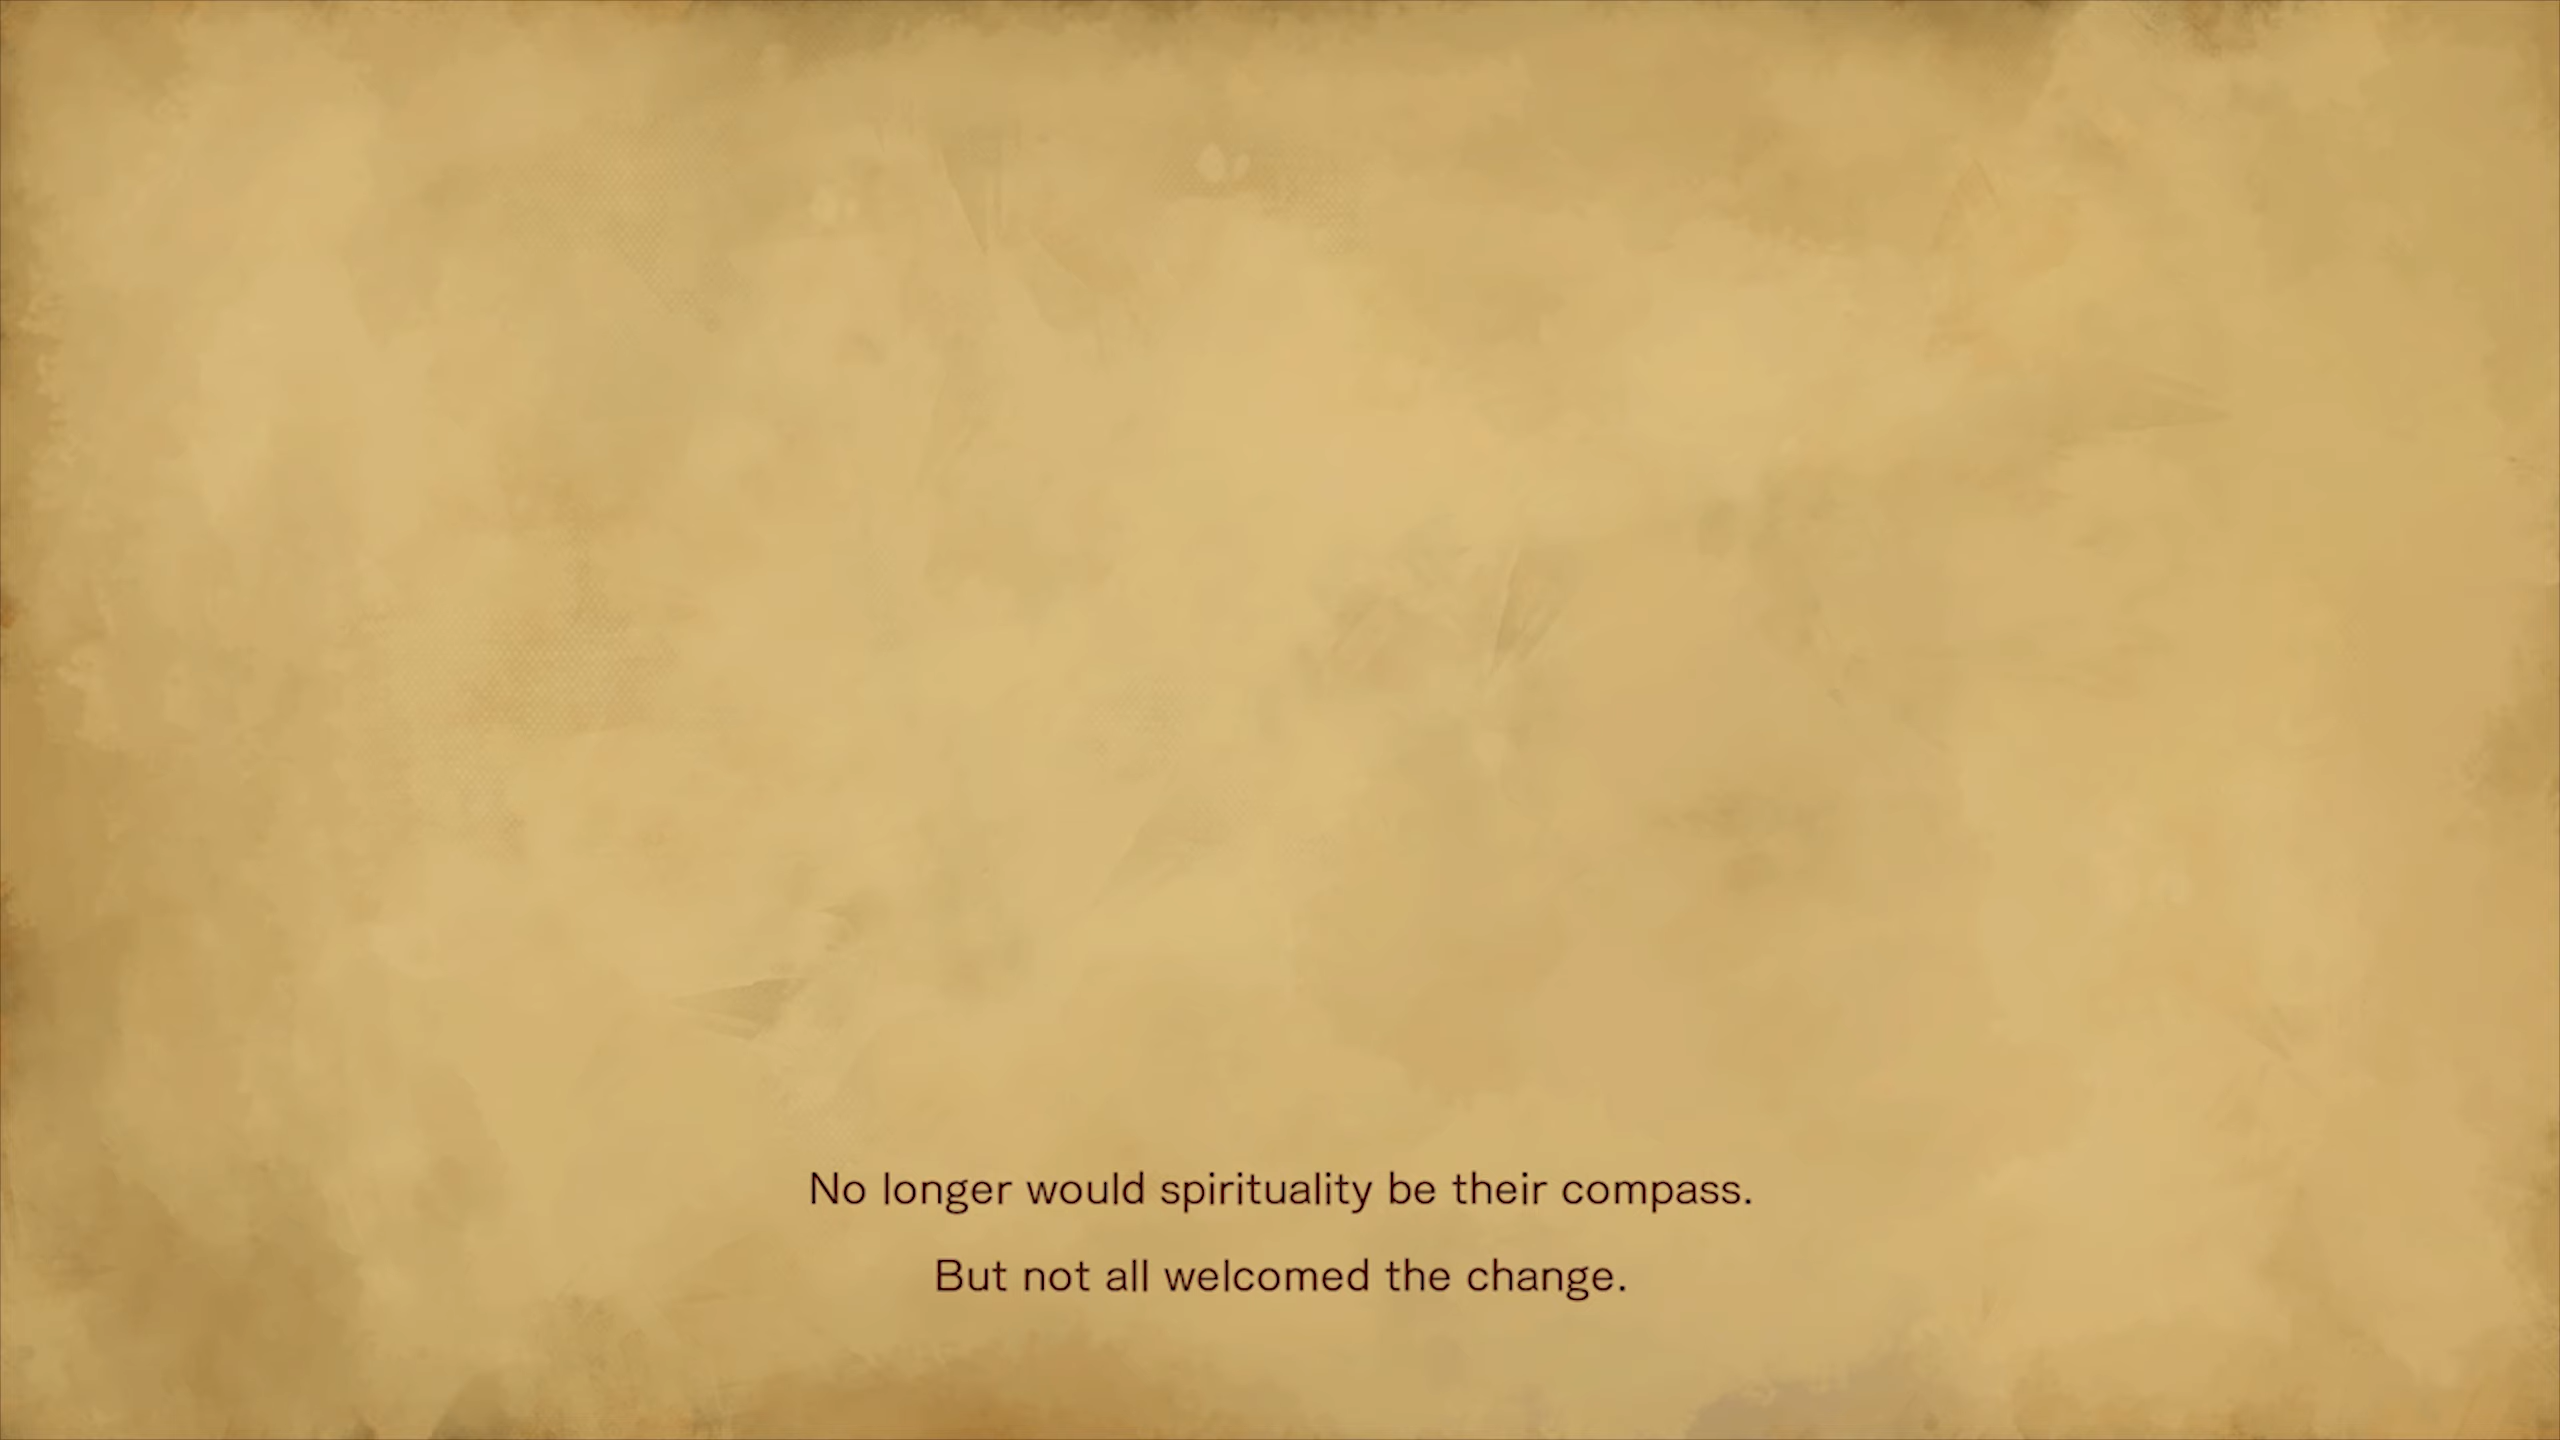 No longer would spirituality be their compass.
But not all welcomed the change.